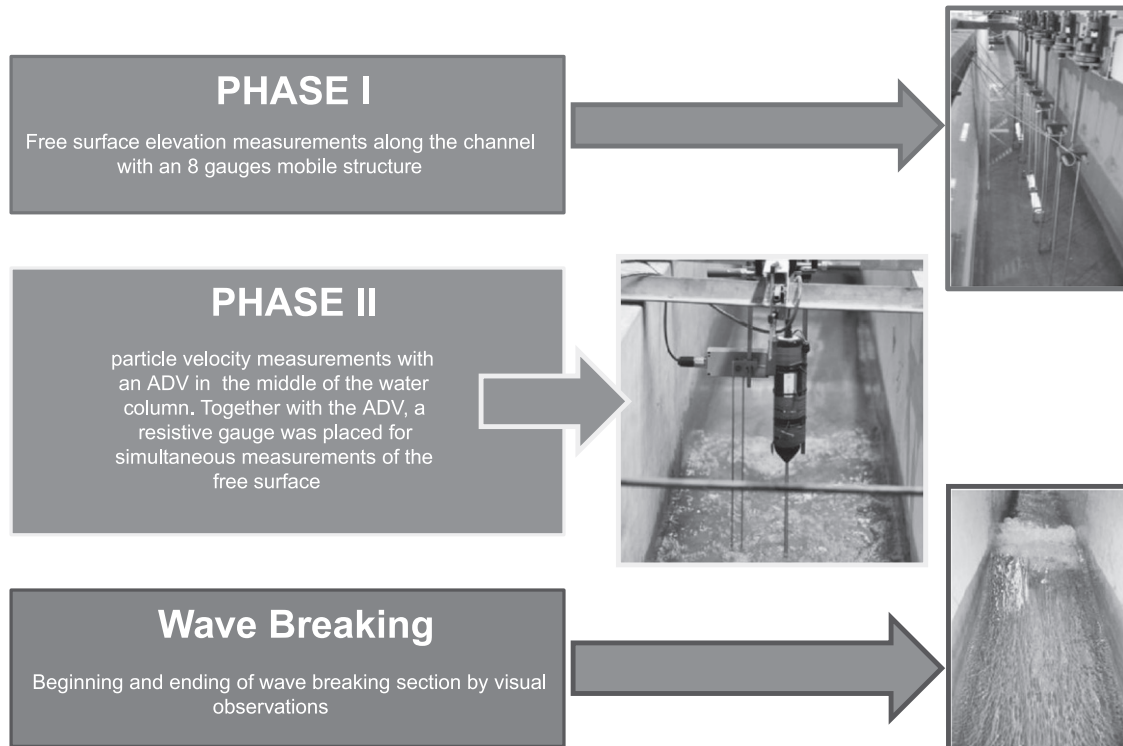 PHASE I
Free surface elevation measurements along the channel
with an 8 gauges mobile structure
PHASE II
particle velocity measurements with
an ADV in the middle of the water
column. Together with the ADV, a
resistive gauge was placed for
simultaneous measurements of the
free surface
Wave Breaking
Beginning and ending of wave breaking section by visual
observations